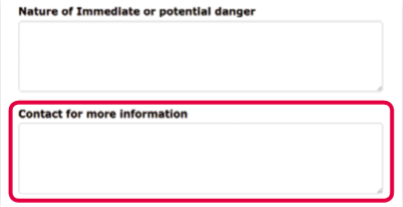 Nature of Immediate or potential danger
Contact for more information